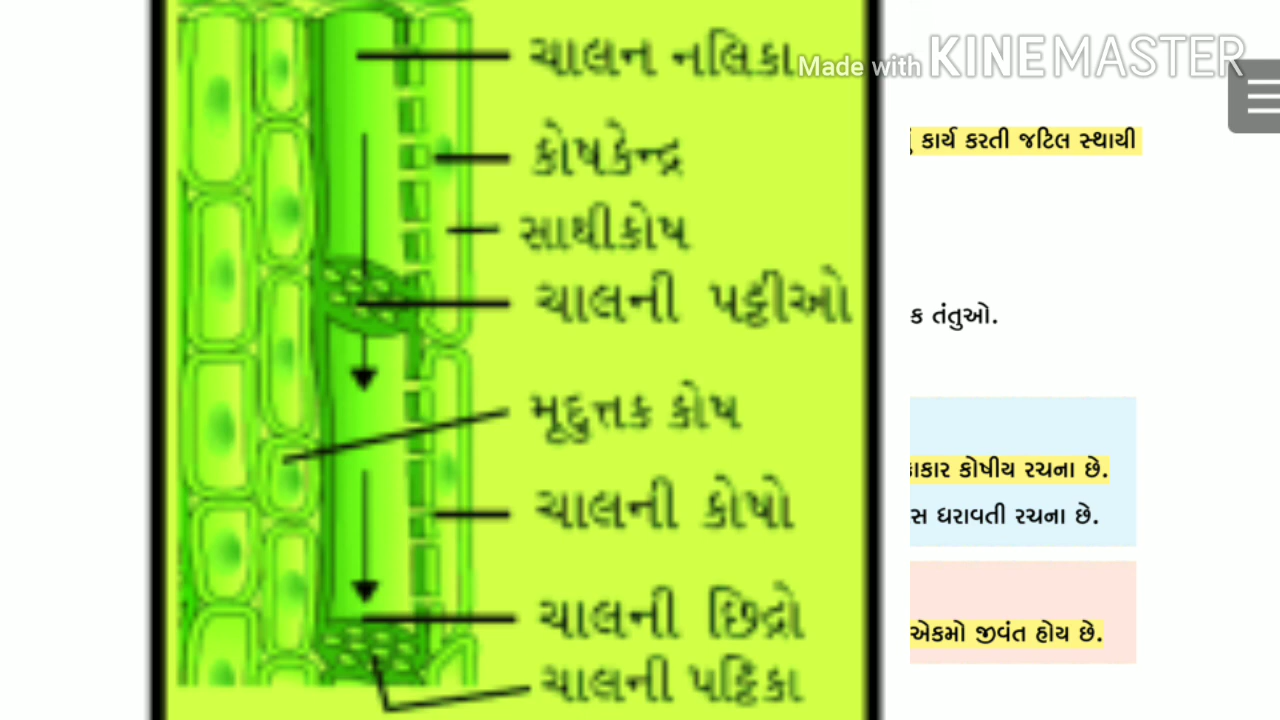 ચાલન નલિકા
Made with KINEMASTER
કોષકેન્દ્ર
સાથીકોષ
ચાલની પટ્ટીઓ
મૃદુત્તક કોષ
ચાલની કોષો
ચાલની છિદ્રો
ચાલની પટ્ટિકા
કાર્ય કરતી જટિલ સ્થાયી
ક તંતુઓ.
કાકાર કોષીય રચના છે.
સ ધરાવતી રચના છે.
એકમો જીવંત હોય છે.